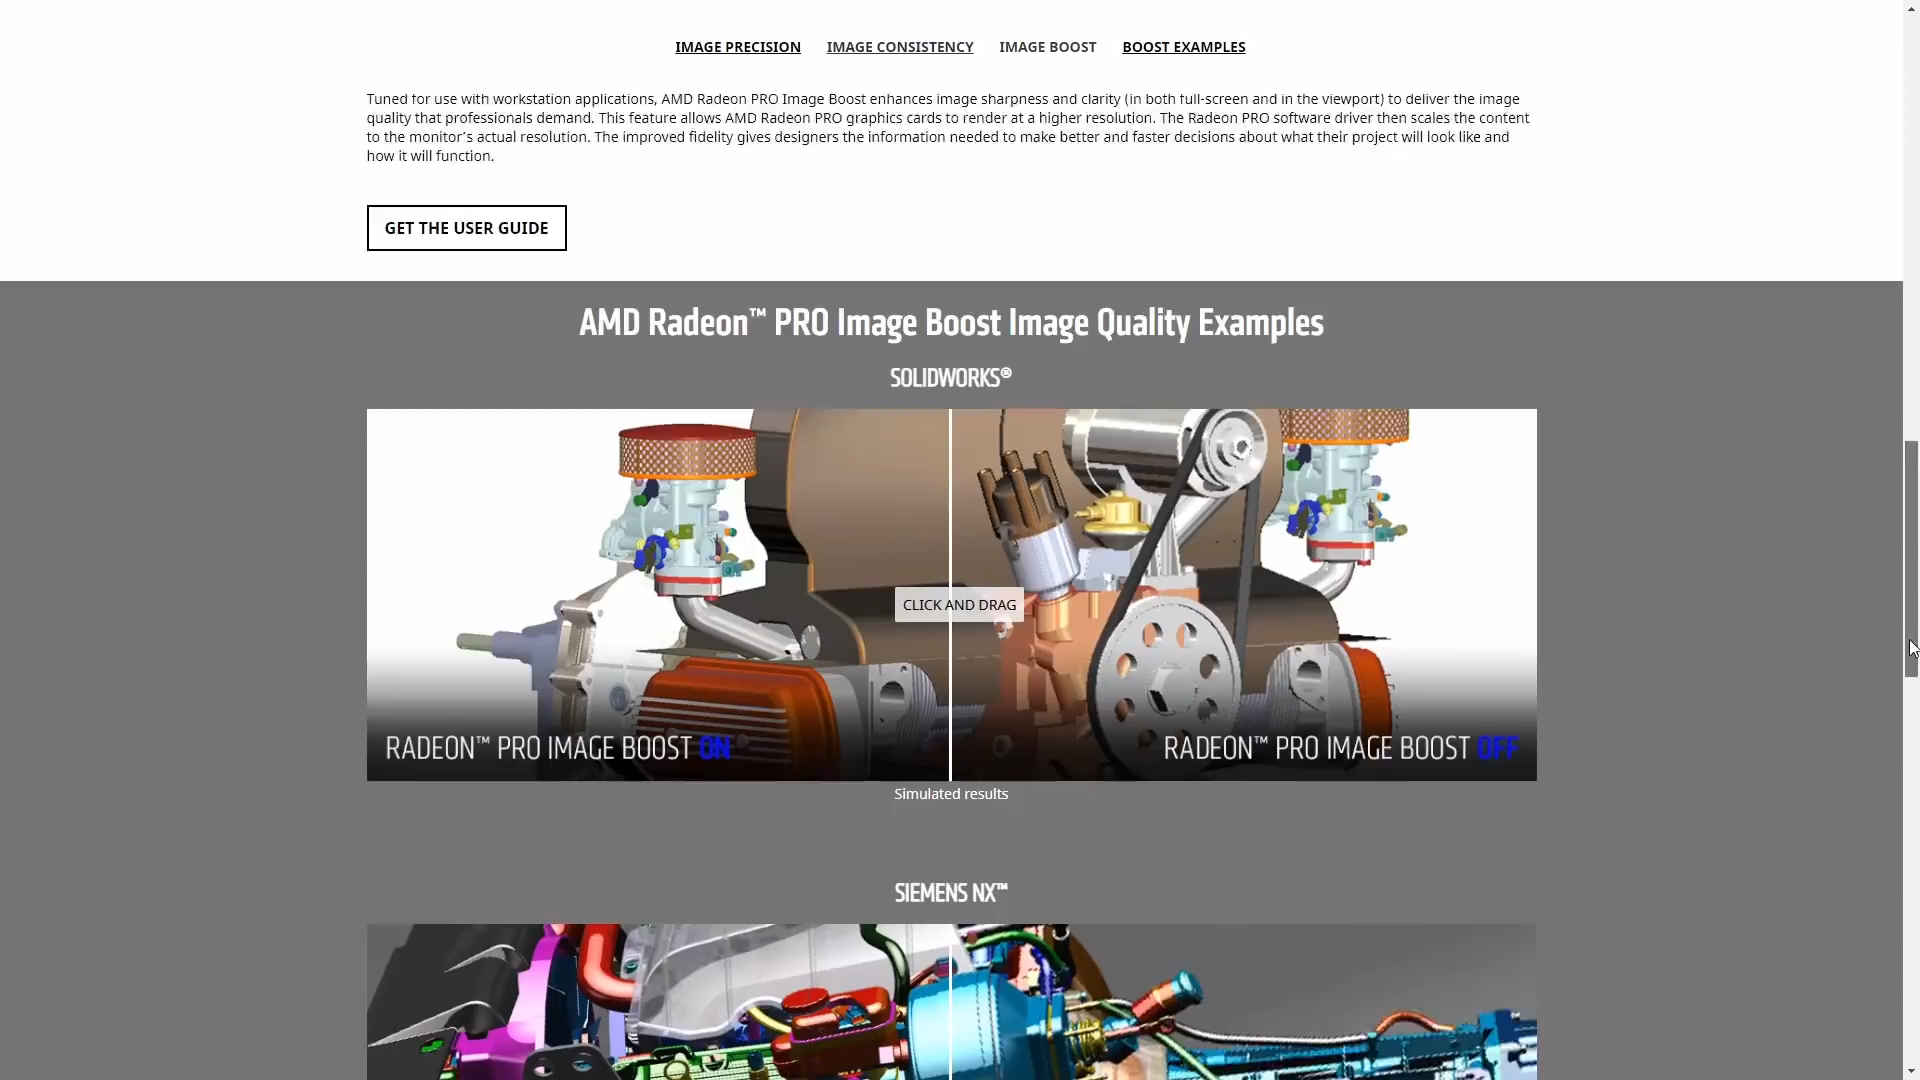 IMAGE PRECISION IMAGE CONSISTENCY IMAGE BOOST BOOST EXAMPLES
Tuned for use with workstation applications, AMD Radeon PRO Image Boost enhances image sharpness and clarity (in both full-screen and in the viewport) to deliver the image
quality that professionals demand. This feature allows AMD Radeon PRO graphics cards to render at a higher resolution. The Radeon PRO software driver then scales the content
to the monitor’s actual resolution. The improved fidelity gives designers the information needed to make better and faster decisions about what their project will look like and
how it will function.
GET THE USER GUIDE
AMD Radeon™ PRO Image Boost Image Quality Examples
SOLIDWORKS®
CLICK AND DRAG
RADEON™ PRO IMAGE BOOST ON
RADEON™ PRO IMAGE BOOST OFF
Simulated results
SIEMENS NX™